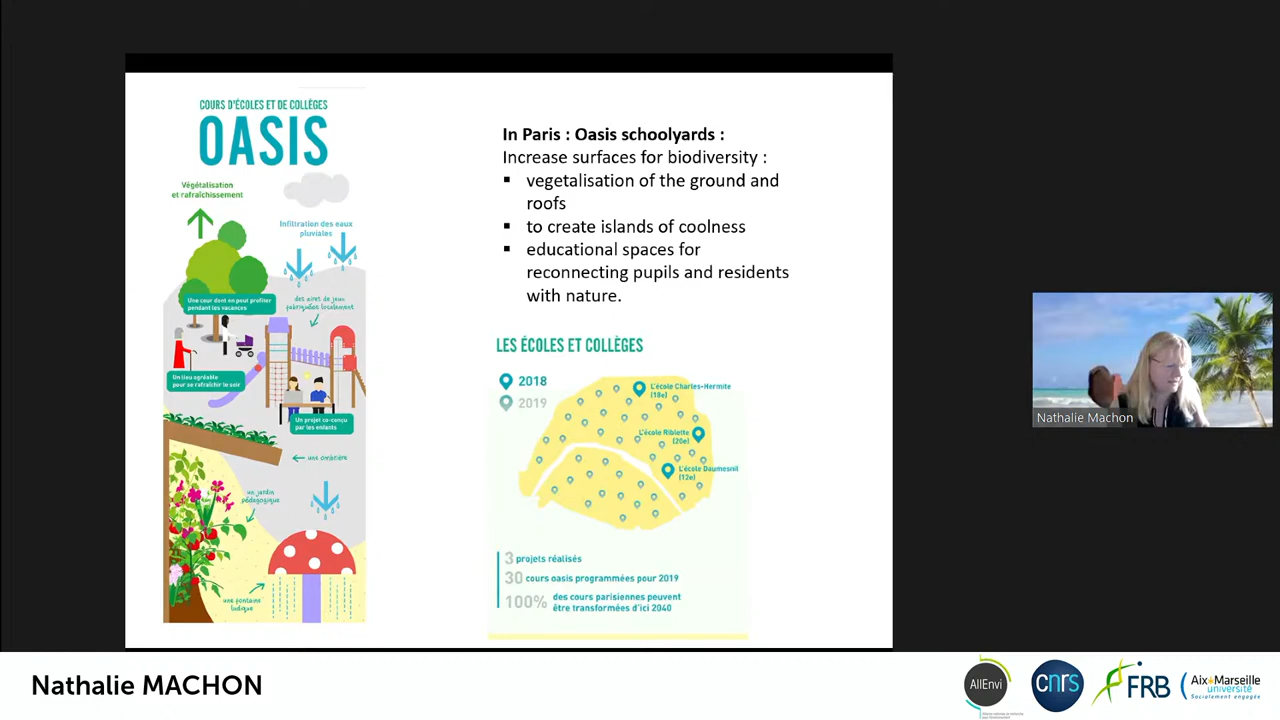 COURS D'ÉCOLES ET DE COLLÈGES
OASIS
Végétalisation
et rafraîchissement
Infiltration des eaux
pluviales
Une cour dont on peut profiter
pendant les vacances
des aires de jeux
fabriquées localement
Un lieu agréable
pour se rafraîchir le soir
Un projet co-conçu
par les enfants
une ombrière
un jardin
pédagogique
une fontaine
ludique
In Paris : Oasis schoolyards :
Increase surfaces for biodiversity :
▪ vegetalisation of the ground and
roofs
▪ to create islands of coolness
▪ educational spaces for
reconnecting pupils and residents
with nature.
LES ÉCOLES ET COLLÈGES
2018
2019
L'école Charles-Hermite
(18e)
L'école Riblette
(20e)
L'école Daumesnil
(12e)
3 projets réalisés
30 cours oasis programmées pour 2019
100% des cours parisiennes peuvent
être transformées d'ici 2040
Nathalie Machon
Nathalie MACHON
AllEnvi
cnrs
FRB
Aix Marseille
université
Socialement engagée